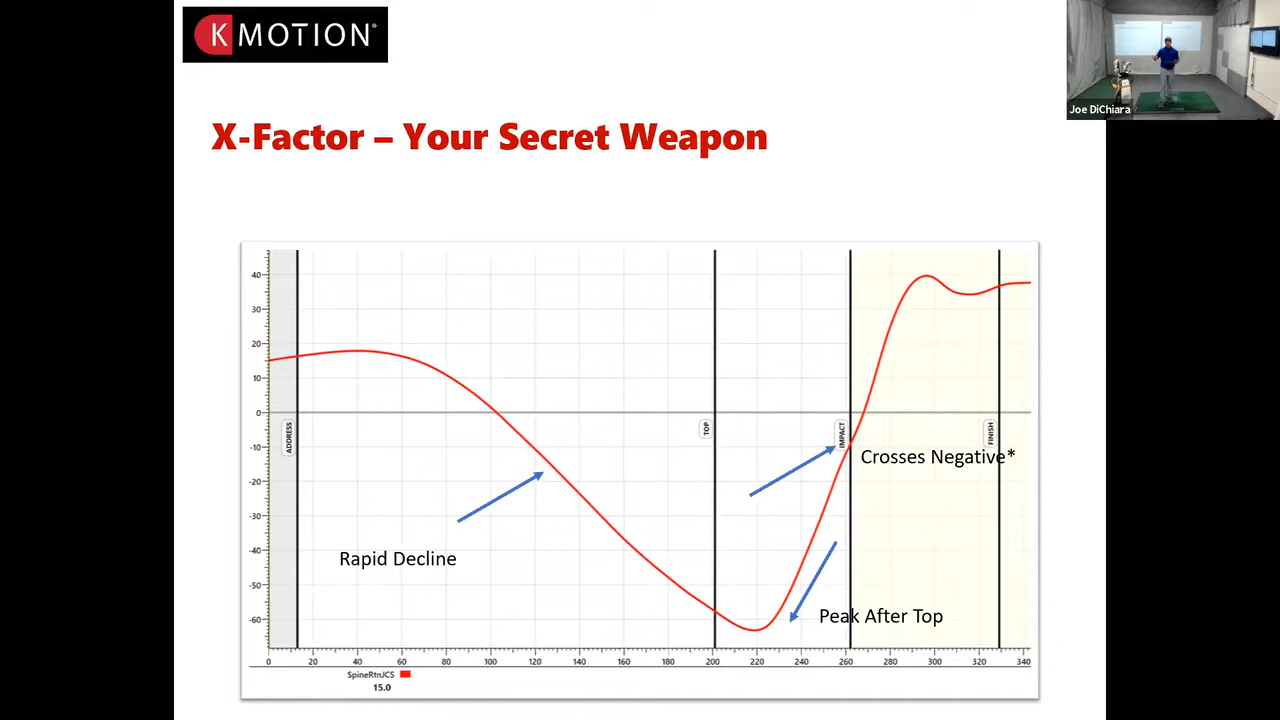 K MOTION®
Joe DiChiara
X-Factor – Your Secret Weapon
40
30
20
10
0
-10
-20
-30
-40
-50
-60
ADDRESS
TOP
IMPACT
FINISH
Crosses Negative*
Rapid Decline
Peak After Top
0 20 40 60 80 100 120 140 160 180 200 220 240 260 280 300 320 340
SpineRtnJCS
15.0